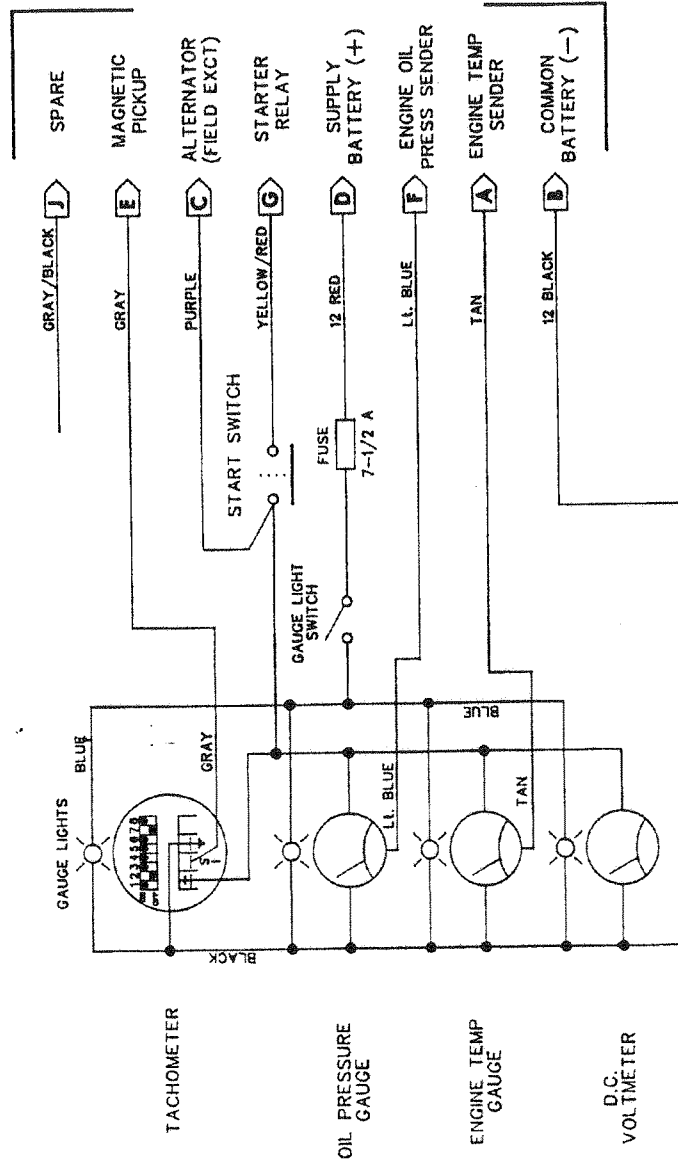 SPARE
MAGNETIC
PICKUP
ALTERNATOR
(FIELD EXCT)
STARTER
RELAY
SUPPLY
BATTERY (+)
ENGINE OIL
PRESS SENDER
ENGINE TEMP
SENDER
COMMON
BATTERY (−)
J
E
C
G
D
F
A
B
GRAY/BLACK
GRAY
PURPLE
YELLOW/RED
12 RED
Lt. BLUE
TAN
12 BLACK
START SWITCH
FUSE
7-1/2 A
GAUGE LIGHT
SWITCH
BLUE
GRAY
BLUE
Lt. BLUE
TAN
GAUGE LIGHTS
12345678
ON
OFF
+
S
-
BLACK
TACHOMETER
OIL PRESSURE
GAUGE
ENGINE TEMP
GAUGE
D.C.
VOLTMETER